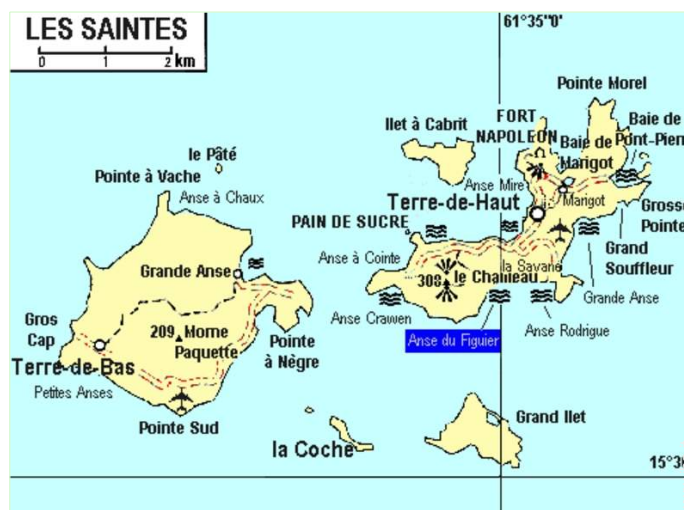 LES SAINTES
0 1 2 km
61°35'0"
Pointe Morel
FORT
NAPOLEON
Baie de
Pont-Pierre
Ilet à Cabrit
Baie de
Marigot
le Pâté
Pointe à Vache
Anse à Chaux
Anse Mire
Terre-de-Haut
Marigot
Grosse
Pointe
PAIN DE SUCRE
Grand
Souffleur
Anse à Cointe
la Savane
Grande Anse
308
le Chameau
Grande Anse
Anse Crawen
Anse du Figuier
Anse Rodrigue
Gros
Cap
209
Morne
Paquette
Pointe
à Nègre
Terre-de-Bas
Petites Anses
Pointe Sud
la Coche
Grand Ilet